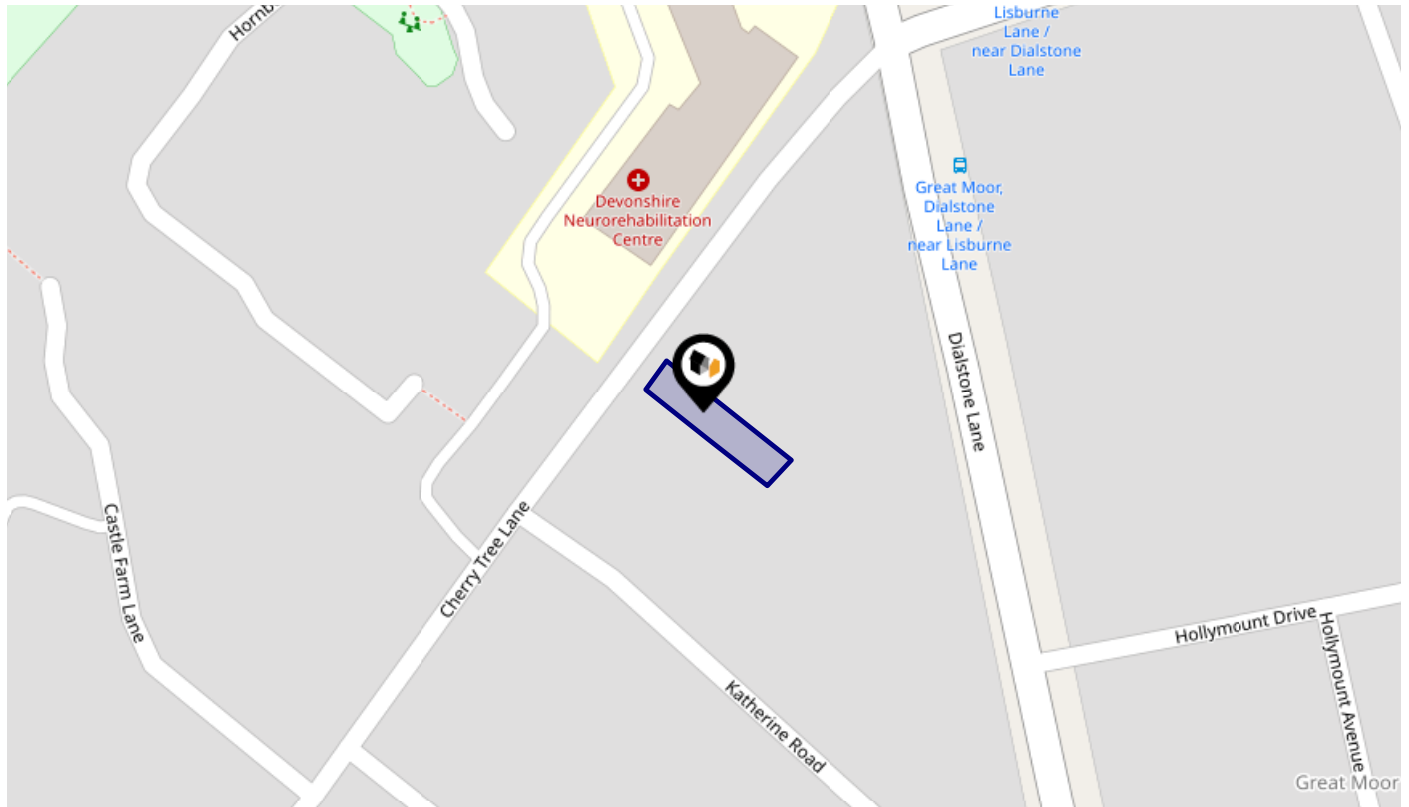 Hornb
Lisburne
Lane /
near Dialstone
Lane
Devonshire
Neurorehabilitation
Centre
Great Moor,
Dialstone
Lane /
near Lisburne
Lane
Dialstone Lane
Castle Farm Lane
Cherry Tree Lane
Hollymount Drive
Hollymount Avenue
Katherine Road
Great Moor